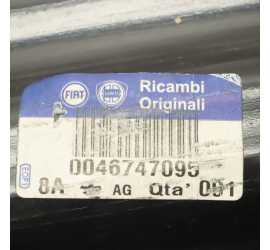 FIAT
Ricambi
Originali
0046747095
8A AG Qta' 001